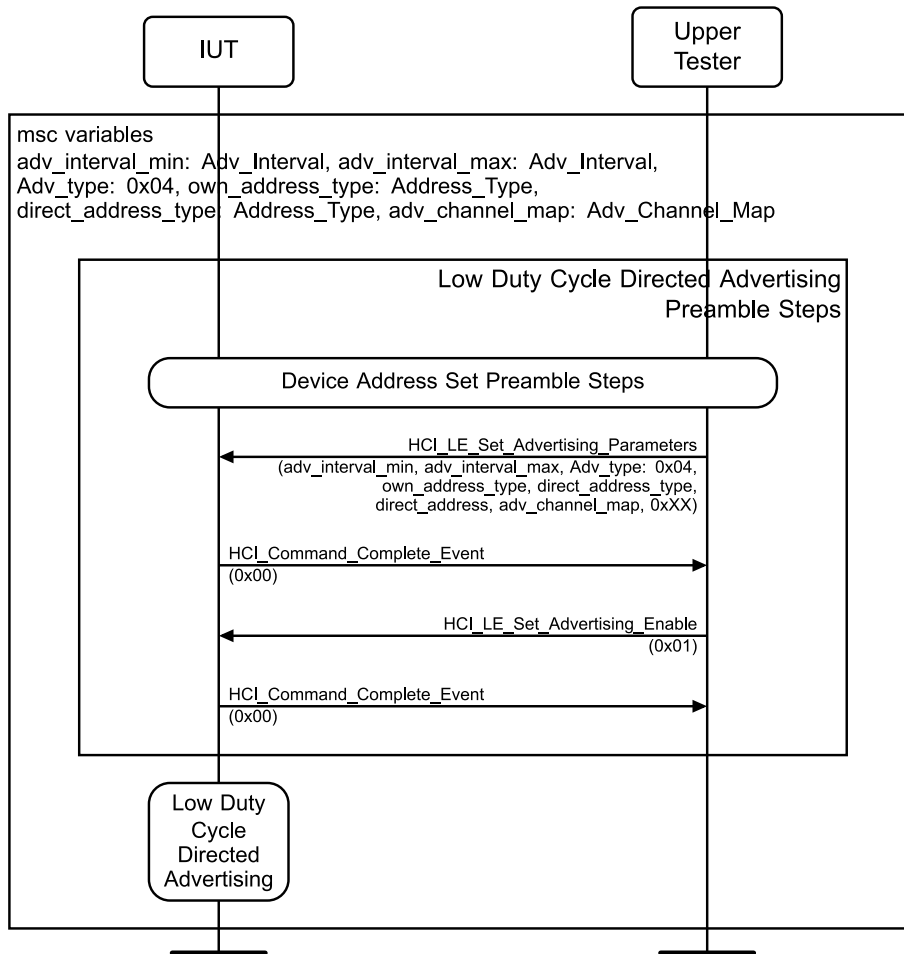 IUT
Upper
Tester
msc variables
adv_interval_min: Adv_Interval, adv_interval_max: Adv_Interval,
Adv_type: 0x04, own_address_type: Address_Type,
direct_address_type: Address_Type, adv_channel_map: Adv_Channel_Map
Low Duty Cycle Directed Advertising
Preamble Steps
Device Address Set Preamble Steps
HCI_LE_Set_Advertising_Parameters
(adv_interval_min, adv_interval_max, Adv_type: 0x04,
own_address_type, direct_address_type,
direct_address, adv_channel_map, 0xXX)
HCI_Command_Complete_Event
(0x00)
HCI_LE_Set_Advertising_Enable
(0x01)
HCI_Command_Complete_Event
(0x00)
Low Duty
Cycle
Directed
Advertising